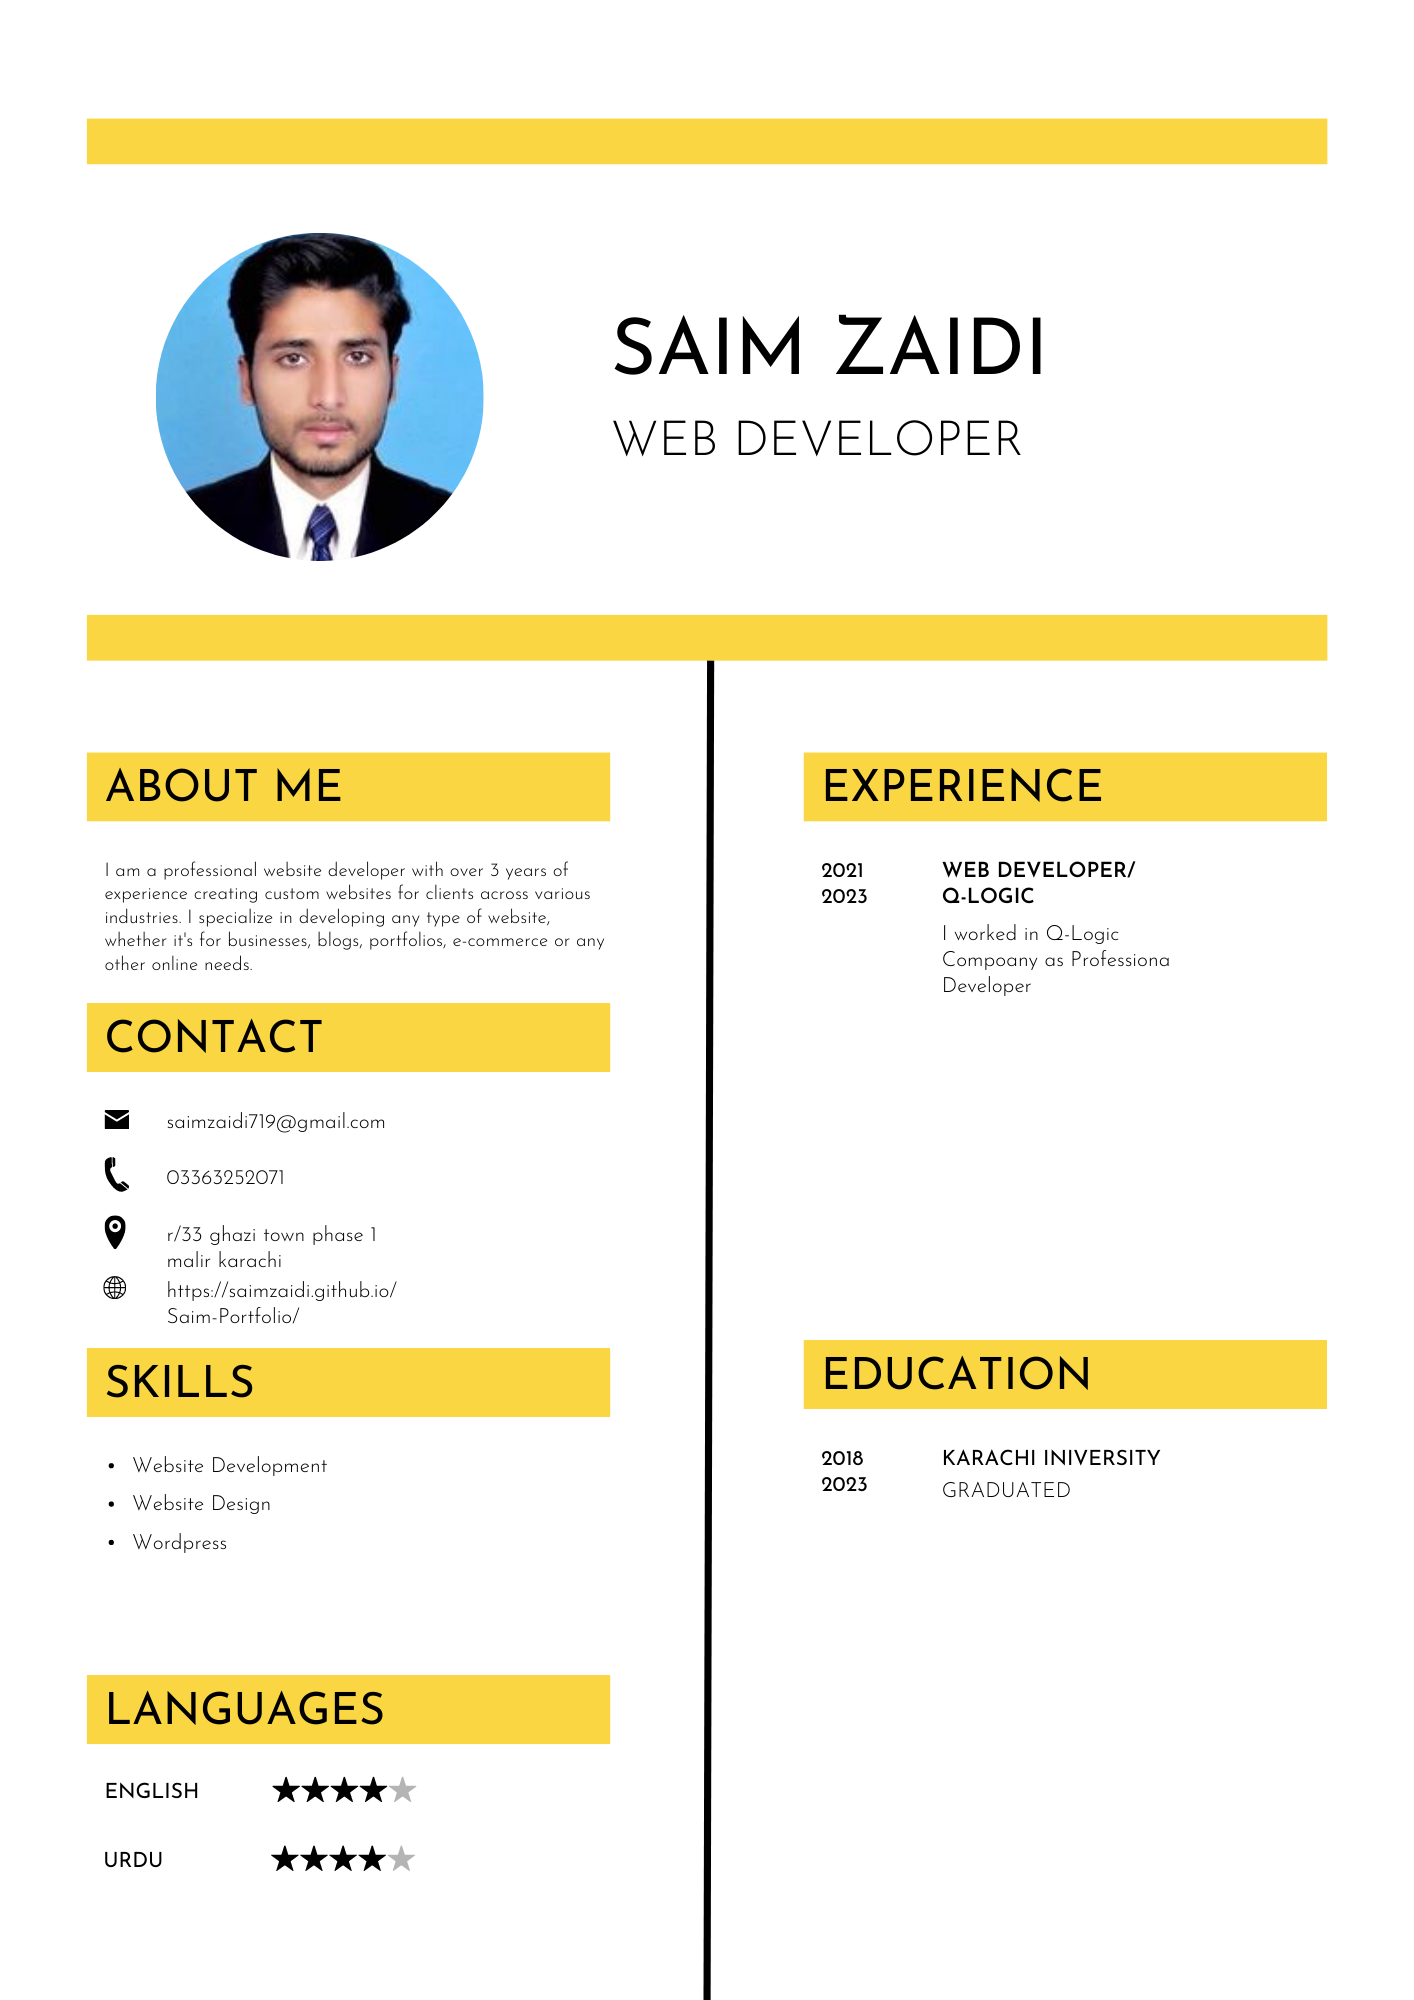 SAIM ZAIDI
WEB DEVELOPER
ABOUT ME
I am a professional website developer with over 3 years of
experience creating custom websites for clients across various
industries. I specialize in developing any type of website,
whether it's for businesses, blogs, portfolios, e-commerce or any
other online needs.
CONTACT
saimzaidi719@gmail.com
03363252071
r/33 ghazi town phase 1
malir karachi
https://saimzaidi.github.io/
Saim-Portfolio/
SKILLS
• Website Development
• Website Design
• Wordpress
LANGUAGES
ENGLISH
URDU
EXPERIENCE
2021
2023
WEB DEVELOPER/
Q-LOGIC
I worked in Q-Logic
Compoany as Professiona
Developer
EDUCATION
2018
2023
KARACHI INIVERSITY
GRADUATED